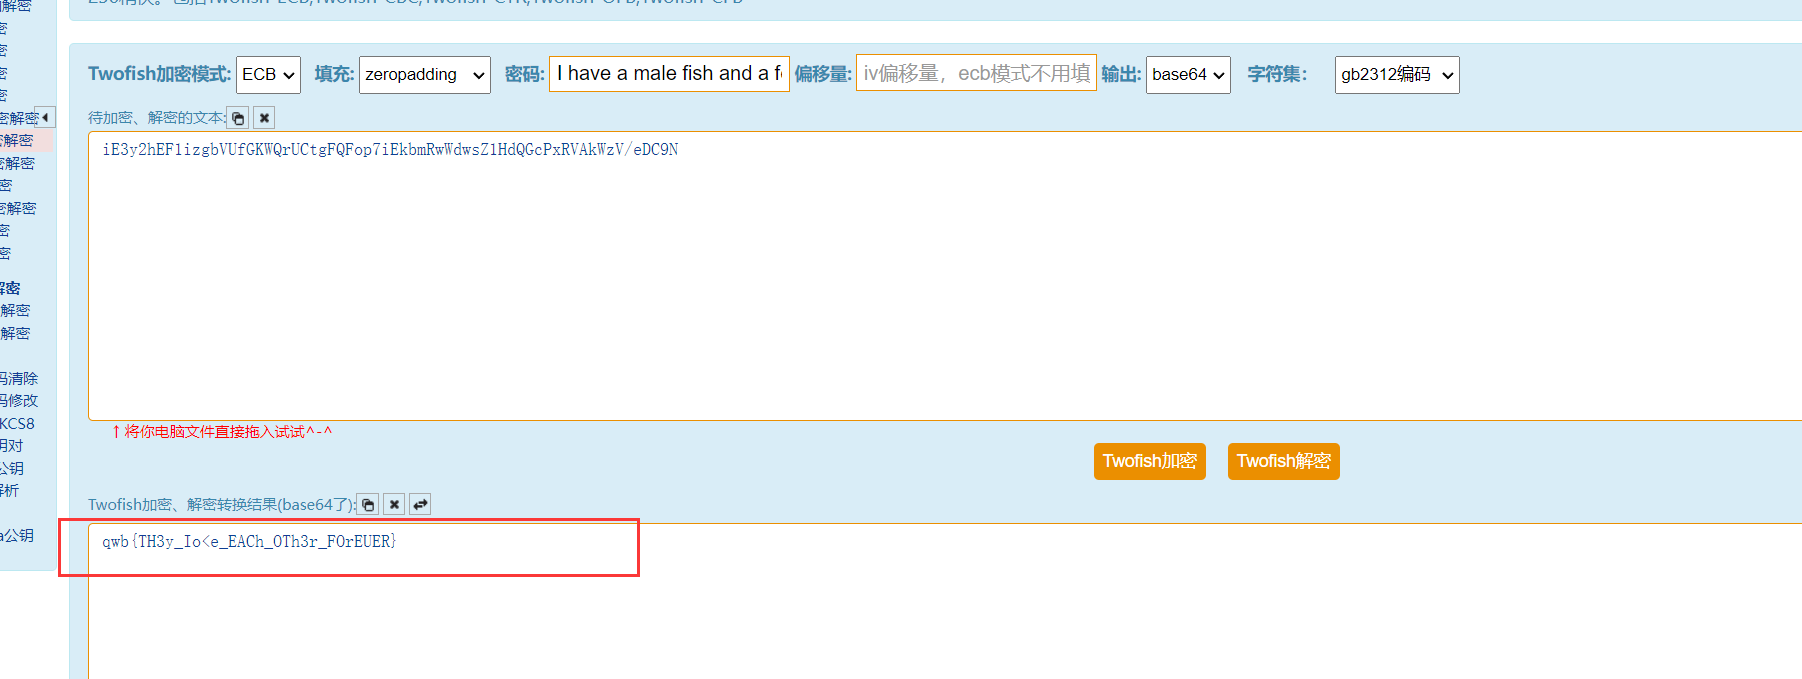 Twofish加密模式: ECB 填充: zeropadding 密码: I have a male fish and a f 偏移量: iv偏移量，ecb模式不用填 输出: base64 字符集： gb2312编码
待加密、解密的文本:
iE3y2hEFlizgbVUfGKWQrUCtgFQFop7iEkbmRwWdwsZ1HdQGcPxRVAkWzV/eDC9N
↑将你电脑文件直接拖入试试^-^
Twofish加密 Twofish解密
Twofish加密、解密转换结果(base64了):
qwb{TH3y_Io<e_EACh_OTh3r_FOrEUER}
解密
密
密
密
密
密解密
密解密
密解密
密
密解密
密
密
解密
解密
解密
码清除
码修改
KCS8
钥对
公钥
解析
a公钥